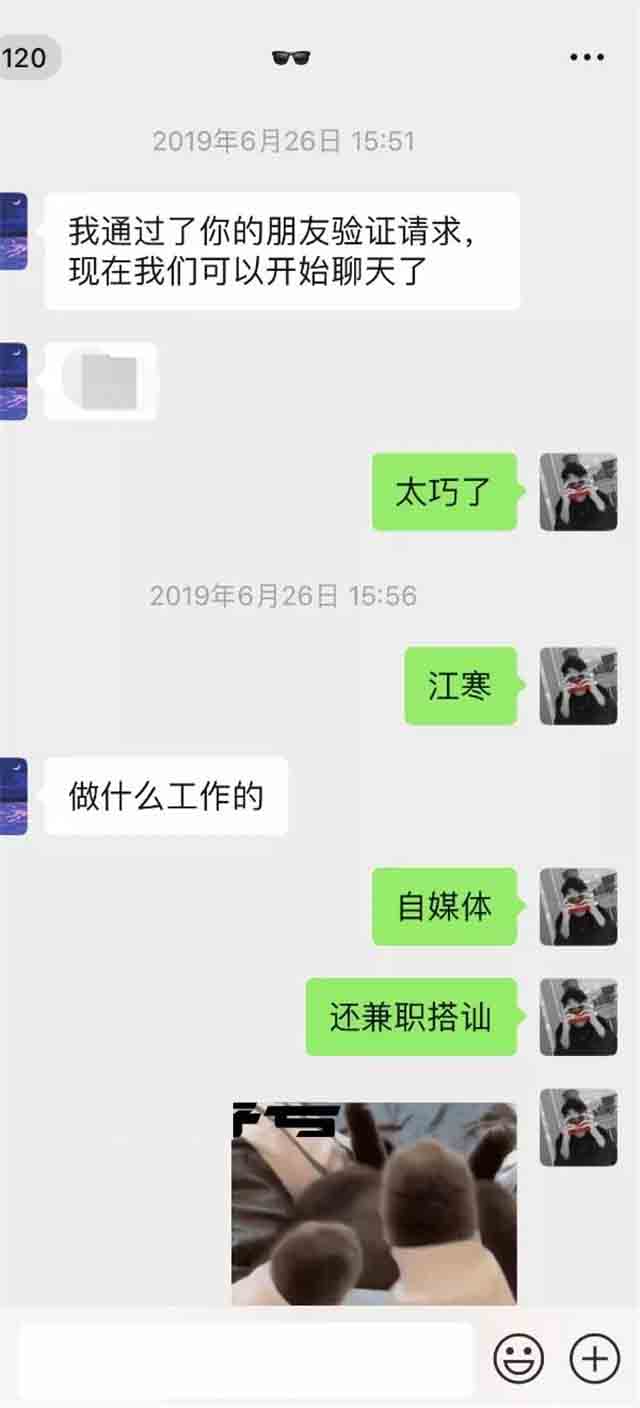 120
2019年6月26日 15:51
我通过了你的朋友验证请求，
现在我们可以开始聊天了
太巧了
2019年6月26日 15:56
江寒
做什么工作的
自媒体
还兼职搭讪